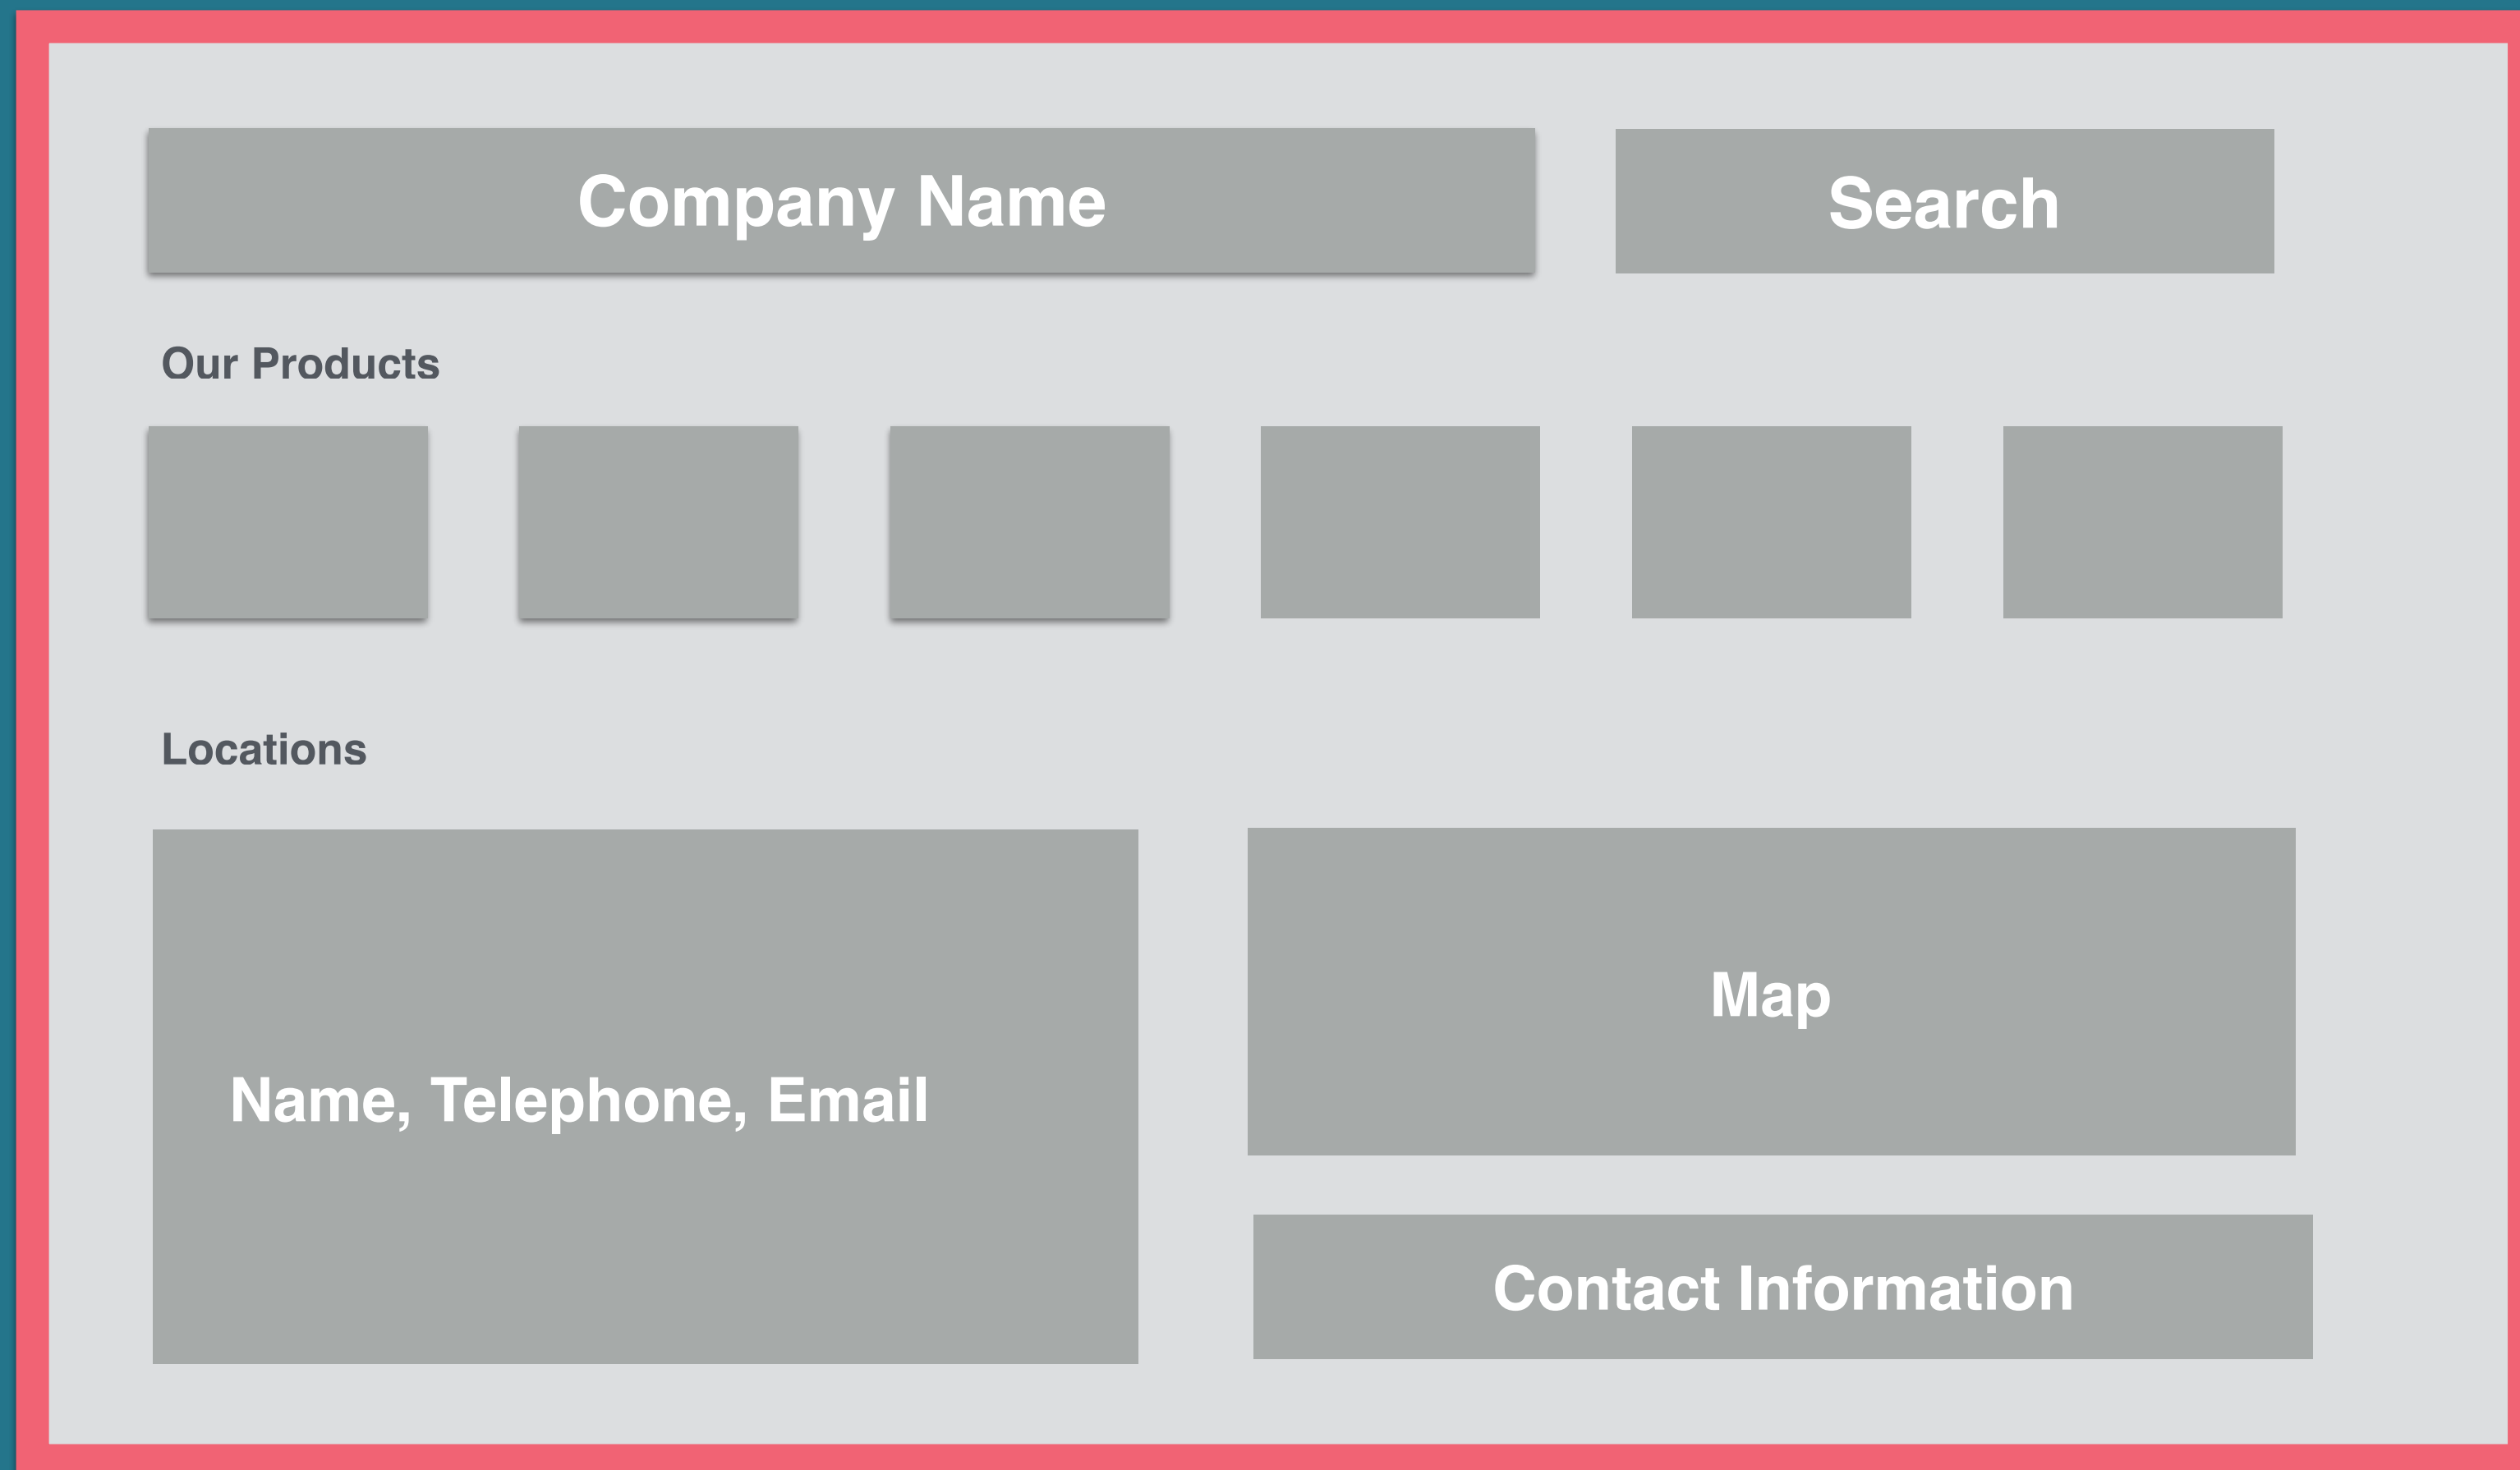 Company Name
Search
Our Products
Locations
Name, Telephone, Email
Map
Contact Information